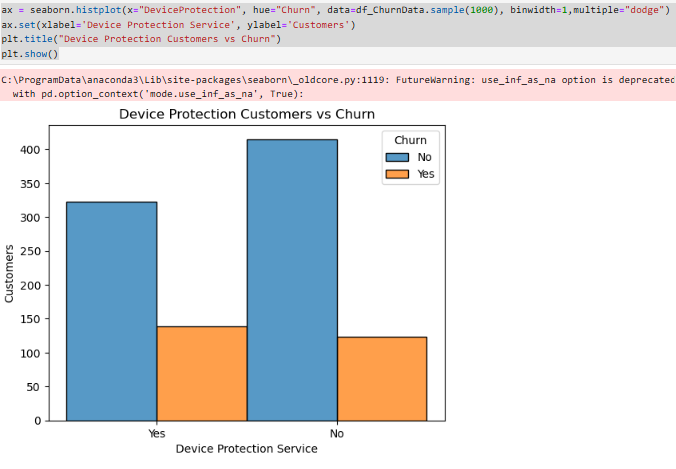 ax = seaborn.histplot(x="DeviceProtection", hue="Churn", data=df_ChurnData.sample(1000), binwidth=1,multiple="dodge")
ax.set(xlabel='Device Protection Service', ylabel='Customers')
plt.title("Device Protection Customers vs Churn")
plt.show()
C:\ProgramData\anaconda3\Lib\site-packages\seaborn\_oldcore.py:1119: FutureWarning: use_inf_as_na option is deprecated
with pd.option_context('mode.use_inf_as_na', True):
Device Protection Customers vs Churn
Churn
No
Yes
400
350
300
250
200
150
100
50
0
Customers
Yes No
Device Protection Service